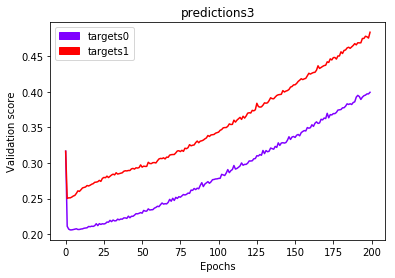 predictions3
targets0
targets1
Validation score
0.45
0.40
0.35
0.30
0.25
0.20
0 25 50 75 100 125 150 175 200
Epochs